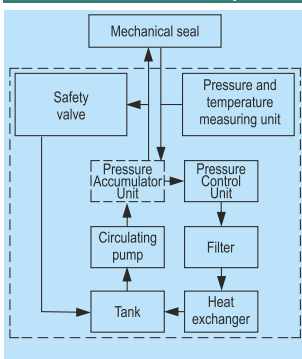 Mechanical seal
Safety
valve
Pressure and
temperature
measuring unit
Pressure
Accumulator
Unit
Pressure
Control
Unit
Circulating
pump
Filter
Tank
Heat
exchanger